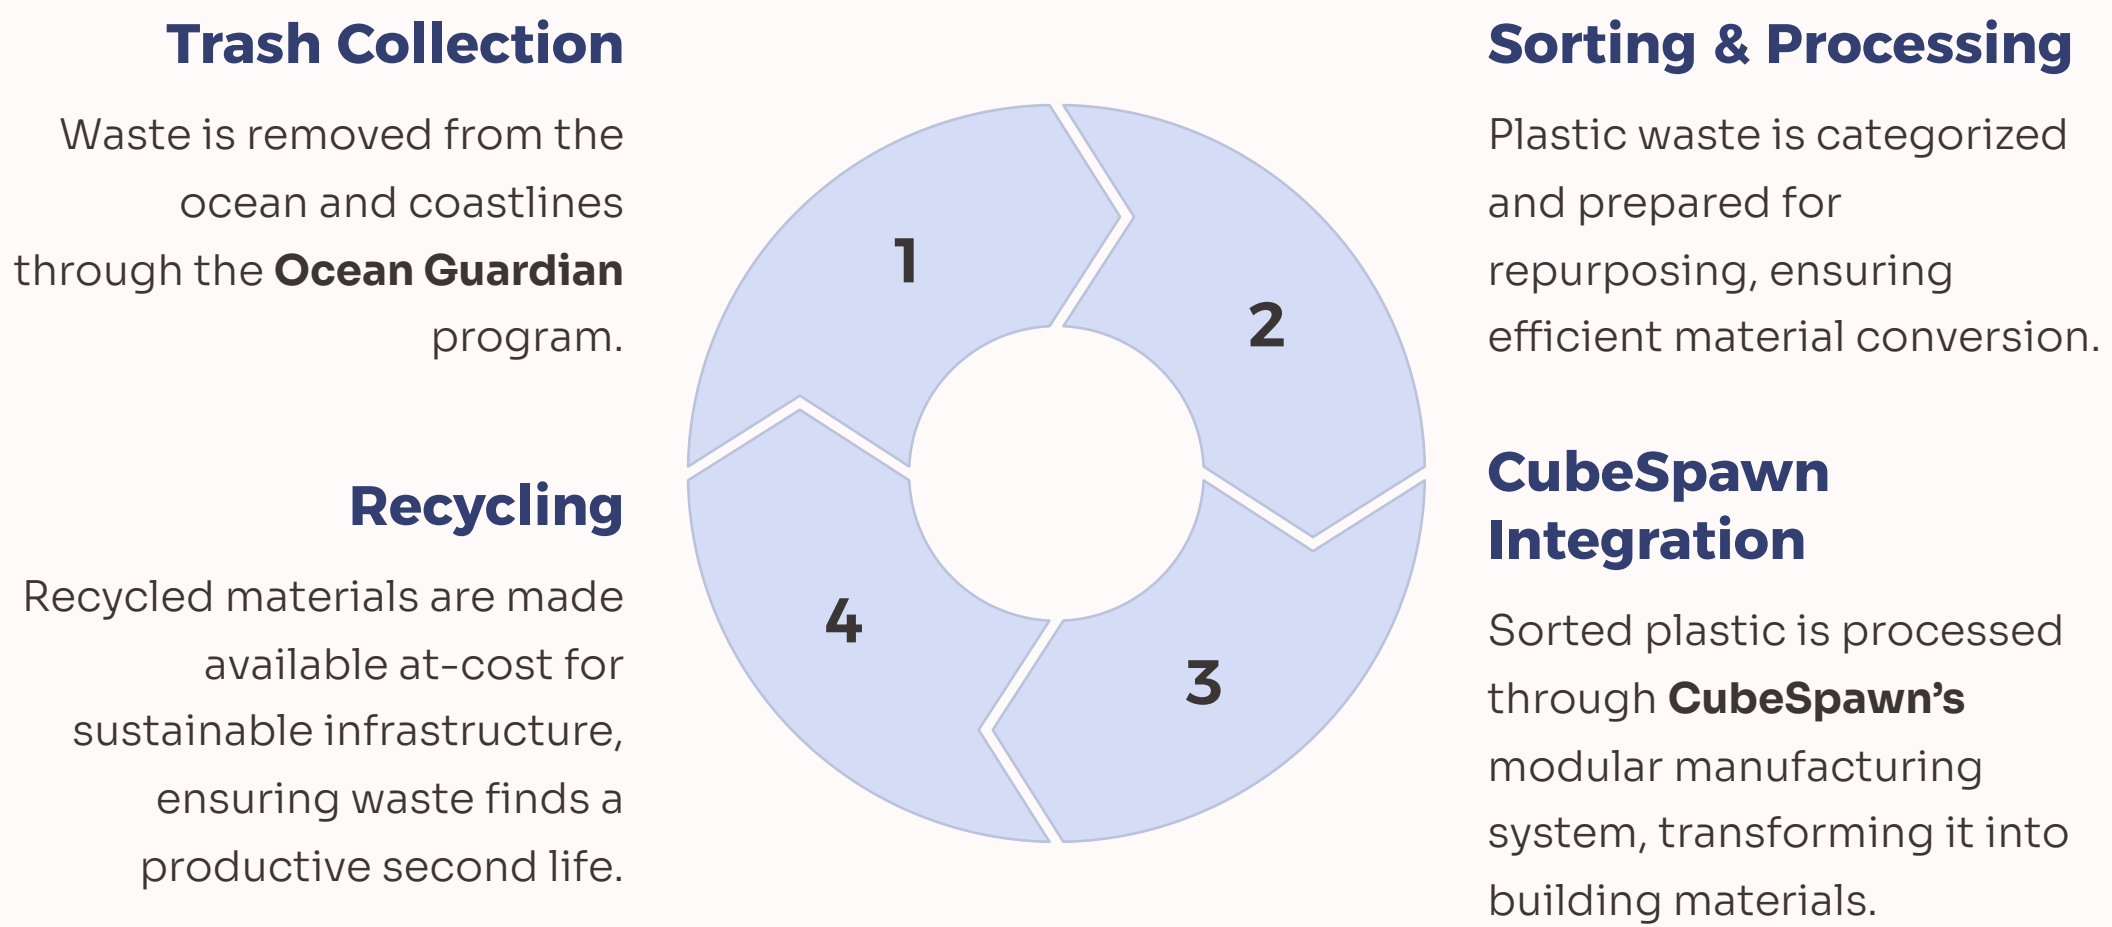 Trash Collection
Waste is removed from the
ocean and coastlines
through the Ocean Guardian
program.
1
Sorting & Processing
Plastic waste is categorized
and prepared for
repurposing, ensuring
efficient material conversion.
2
CubeSpawn
Integration
Sorted plastic is processed
through CubeSpawn’s
modular manufacturing
system, transforming it into
building materials.
3
Recycling
Recycled materials are made
available at-cost for
sustainable infrastructure,
ensuring waste finds a
productive second life.
4